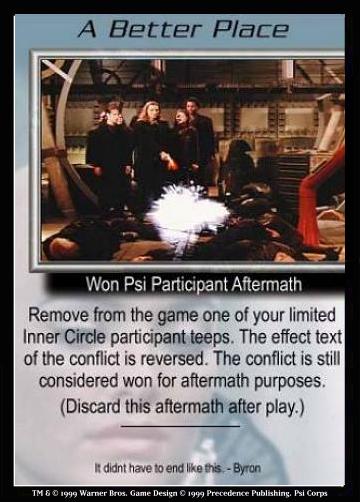 A Better Place
Won Psi Participant Aftermath
Remove from the game one of your limited
Inner Circle participant teeps. The effect text
of the conflict is reversed. The conflict is still
considered won for aftermath purposes.
(Discard this aftermath after play.)
It didnt have to end like this. - Byron
TM & © 1999 Warner Bros. Game Design © 1999 Precedence Publishing. Psi Corps